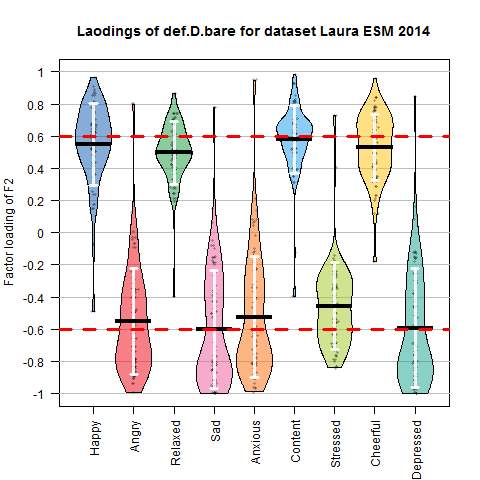 Laodings of def.D.bare for dataset Laura ESM 2014
Factor loading of F2
1
0.8
0.6
0.4
0.2
0
-0.2
-0.4
-0.6
-0.8
-1
Happy
Angry
Relaxed
Sad
Anxious
Content
Stressed
Cheerful
Depressed